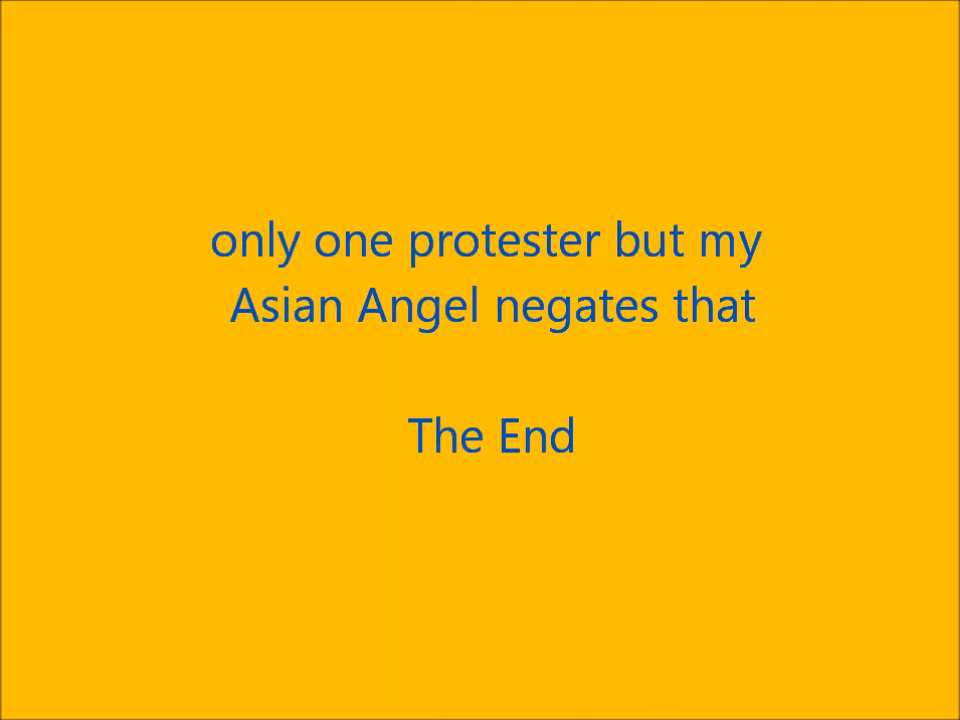 only one protester but my
Asian Angel negates that
The End